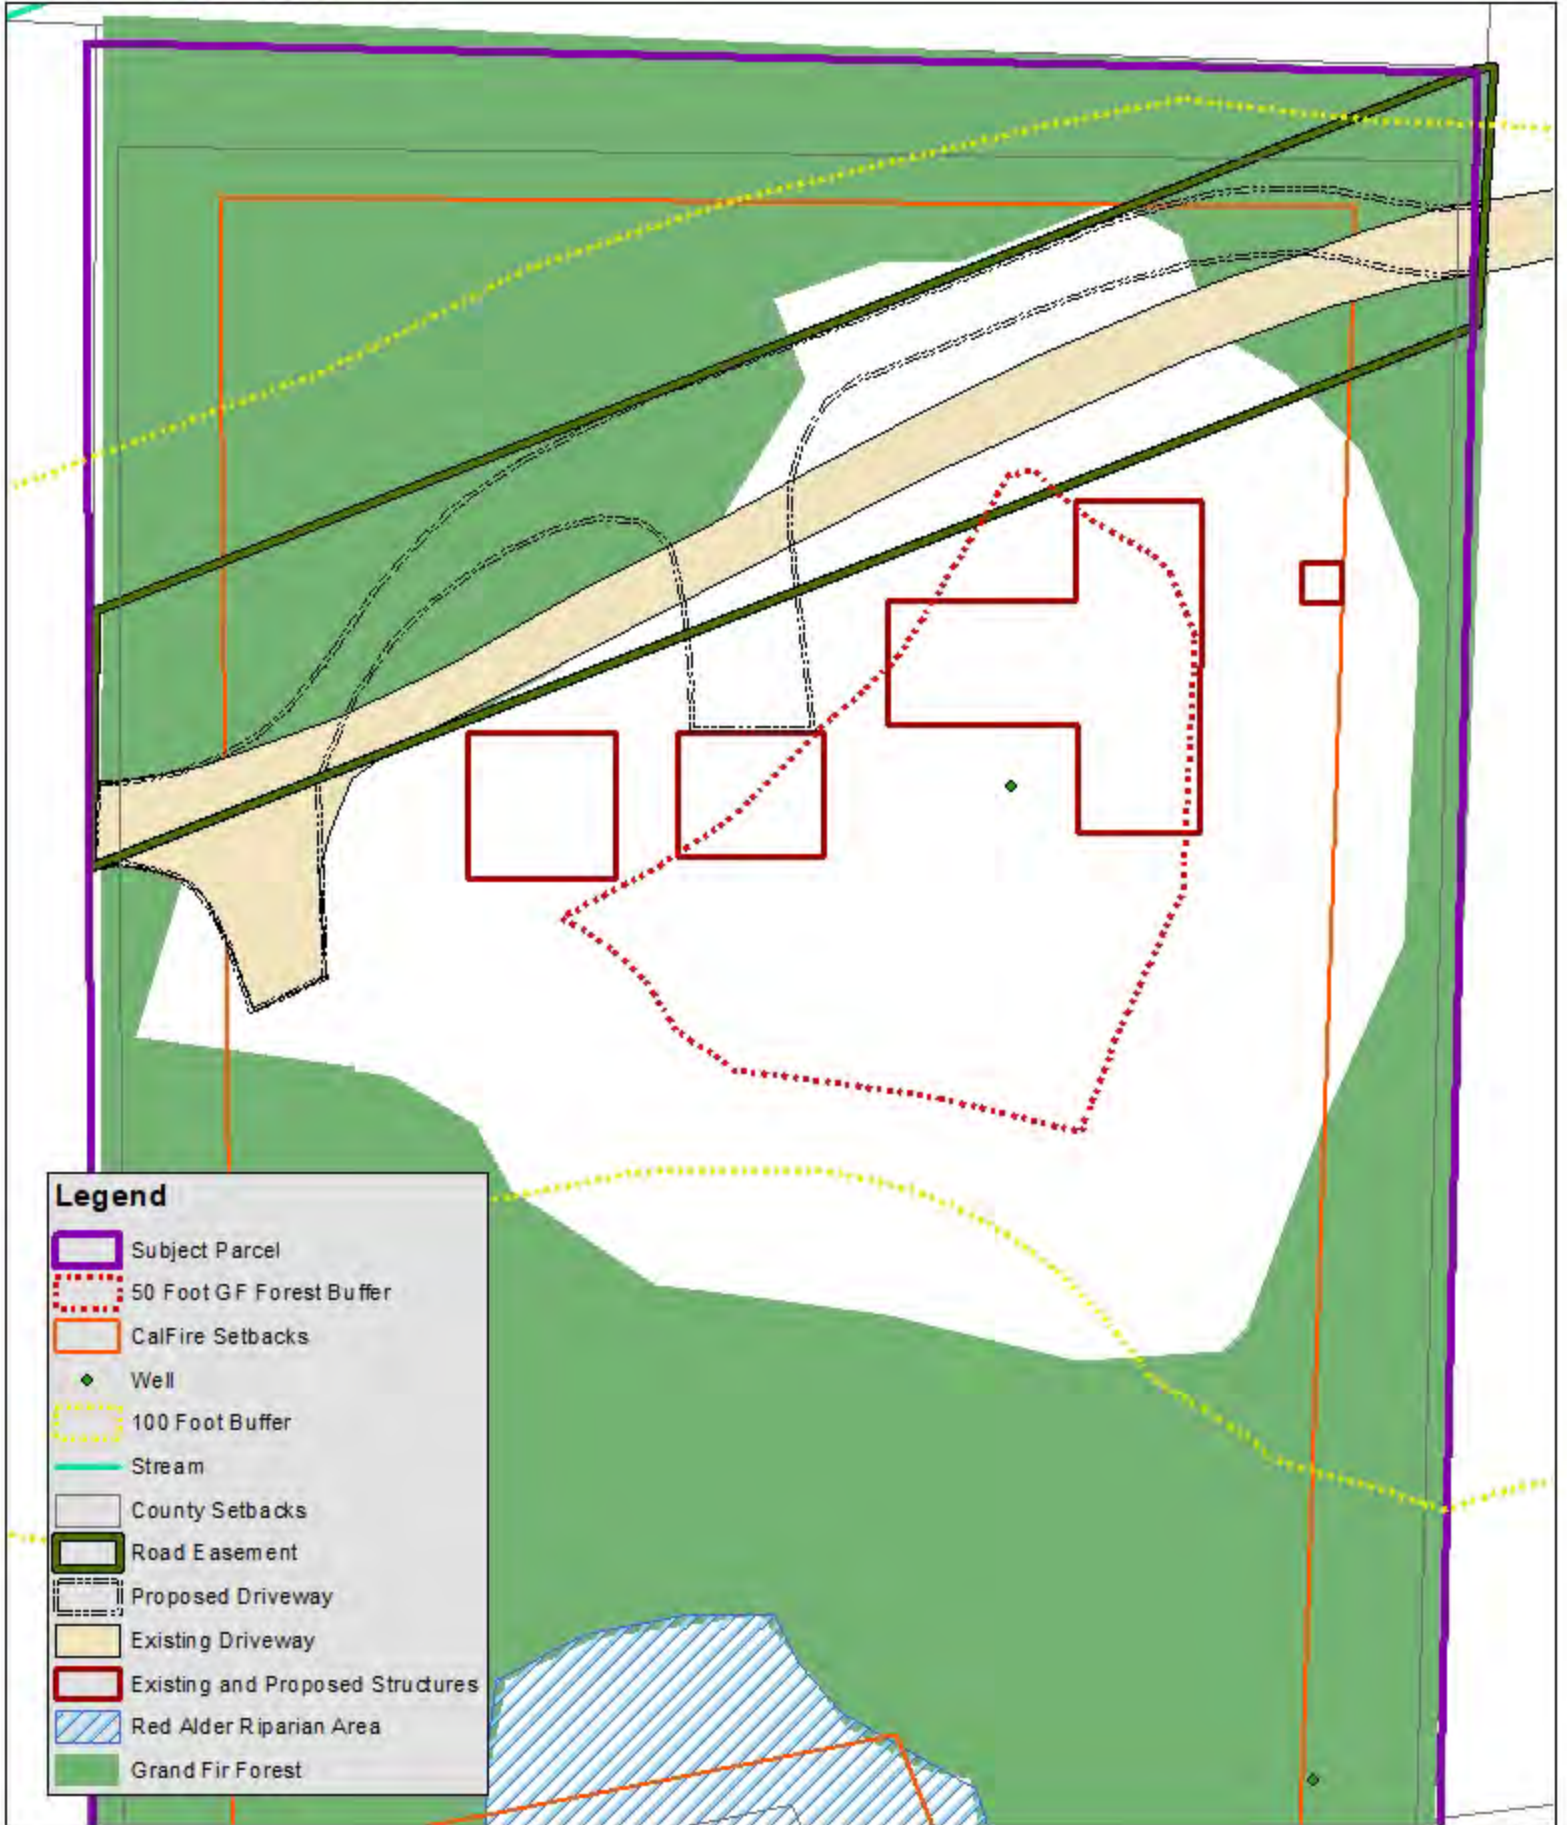 Legend
Subject Parcel
50 Foot GF Forest Buffer
CalFire Setbacks
Well
100 Foot Buffer
Stream
County Setbacks
Road Easement
Proposed Driveway
Existing Driveway
Existing and Proposed Structures
Red Alder Riparian Area
Grand Fir Forest